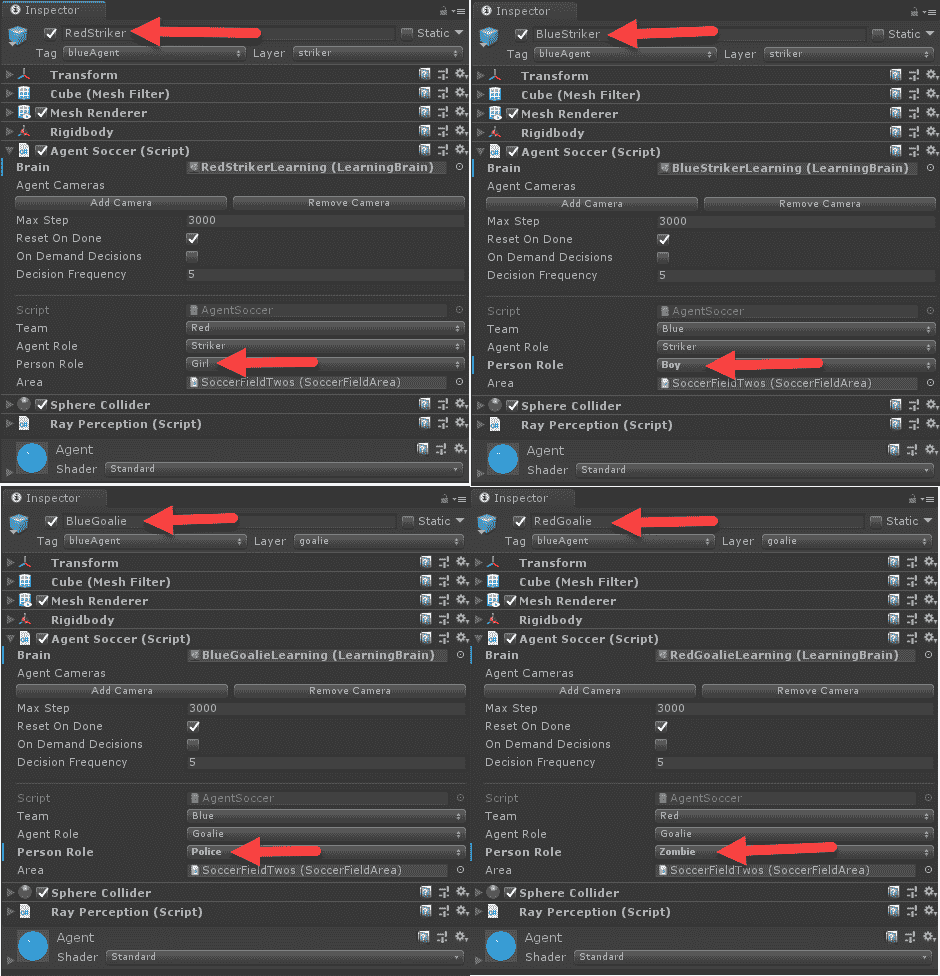 Inspector
RedStriker Static
Tag blueAgent Layer striker
Transform
Cube (Mesh Filter)
Mesh Renderer
Rigidbody
Agent Soccer (Script)
Brain RedStrikerLearning (LearningBrain)
Agent Cameras
Add Camera Remove Camera
Max Step 3000
Reset On Done
On Demand Decisions
Decision Frequency 5
Script AgentSoccer
Team Red
Agent Role Striker
Person Role Girl
Area SoccerFieldTwos (SoccerFieldArea)
Sphere Collider
Ray Perception (Script)
Agent
Shader Standard
Inspector
BlueStriker Static
Tag blueAgent Layer striker
Transform
Cube (Mesh Filter)
Mesh Renderer
Rigidbody
Agent Soccer (Script)
Brain BlueStrikerLearning (LearningBrain)
Agent Cameras
Add Camera Remove Camera
Max Step 3000
Reset On Done
On Demand Decisions
Decision Frequency 5
Script AgentSoccer
Team Blue
Agent Role Striker
Person Role Boy
Area SoccerFieldTwos (SoccerFieldArea)
Sphere Collider
Ray Perception (Script)
Agent
Shader Standard
Inspector
BlueGoalie Static
Tag blueAgent Layer goalie
Transform
Cube (Mesh Filter)
Mesh Renderer
Rigidbody
Agent Soccer (Script)
Brain BlueGoalieLearning (LearningBrain)
Agent Cameras
Add Camera Remove Camera
Max Step 3000
Reset On Done
On Demand Decisions
Decision Frequency 5
Script AgentSoccer
Team Blue
Agent Role Goalie
Person Role Police
Area SoccerFieldTwos (SoccerFieldArea)
Sphere Collider
Ray Perception (Script)
Agent
Shader Standard
Inspector
RedGoalie Static
Tag blueAgent Layer goalie
Transform
Cube (Mesh Filter)
Mesh Renderer
Rigidbody
Agent Soccer (Script)
Brain RedGoalieLearning (LearningBrain)
Agent Cameras
Add Camera Remove Camera
Max Step 3000
Reset On Done
On Demand Decisions
Decision Frequency 5
Script AgentSoccer
Team Red
Agent Role Goalie
Person Role Zombie
Area SoccerFieldTwos (SoccerFieldArea)
Sphere Collider
Ray Perception (Script)
Agent
Shader Standard